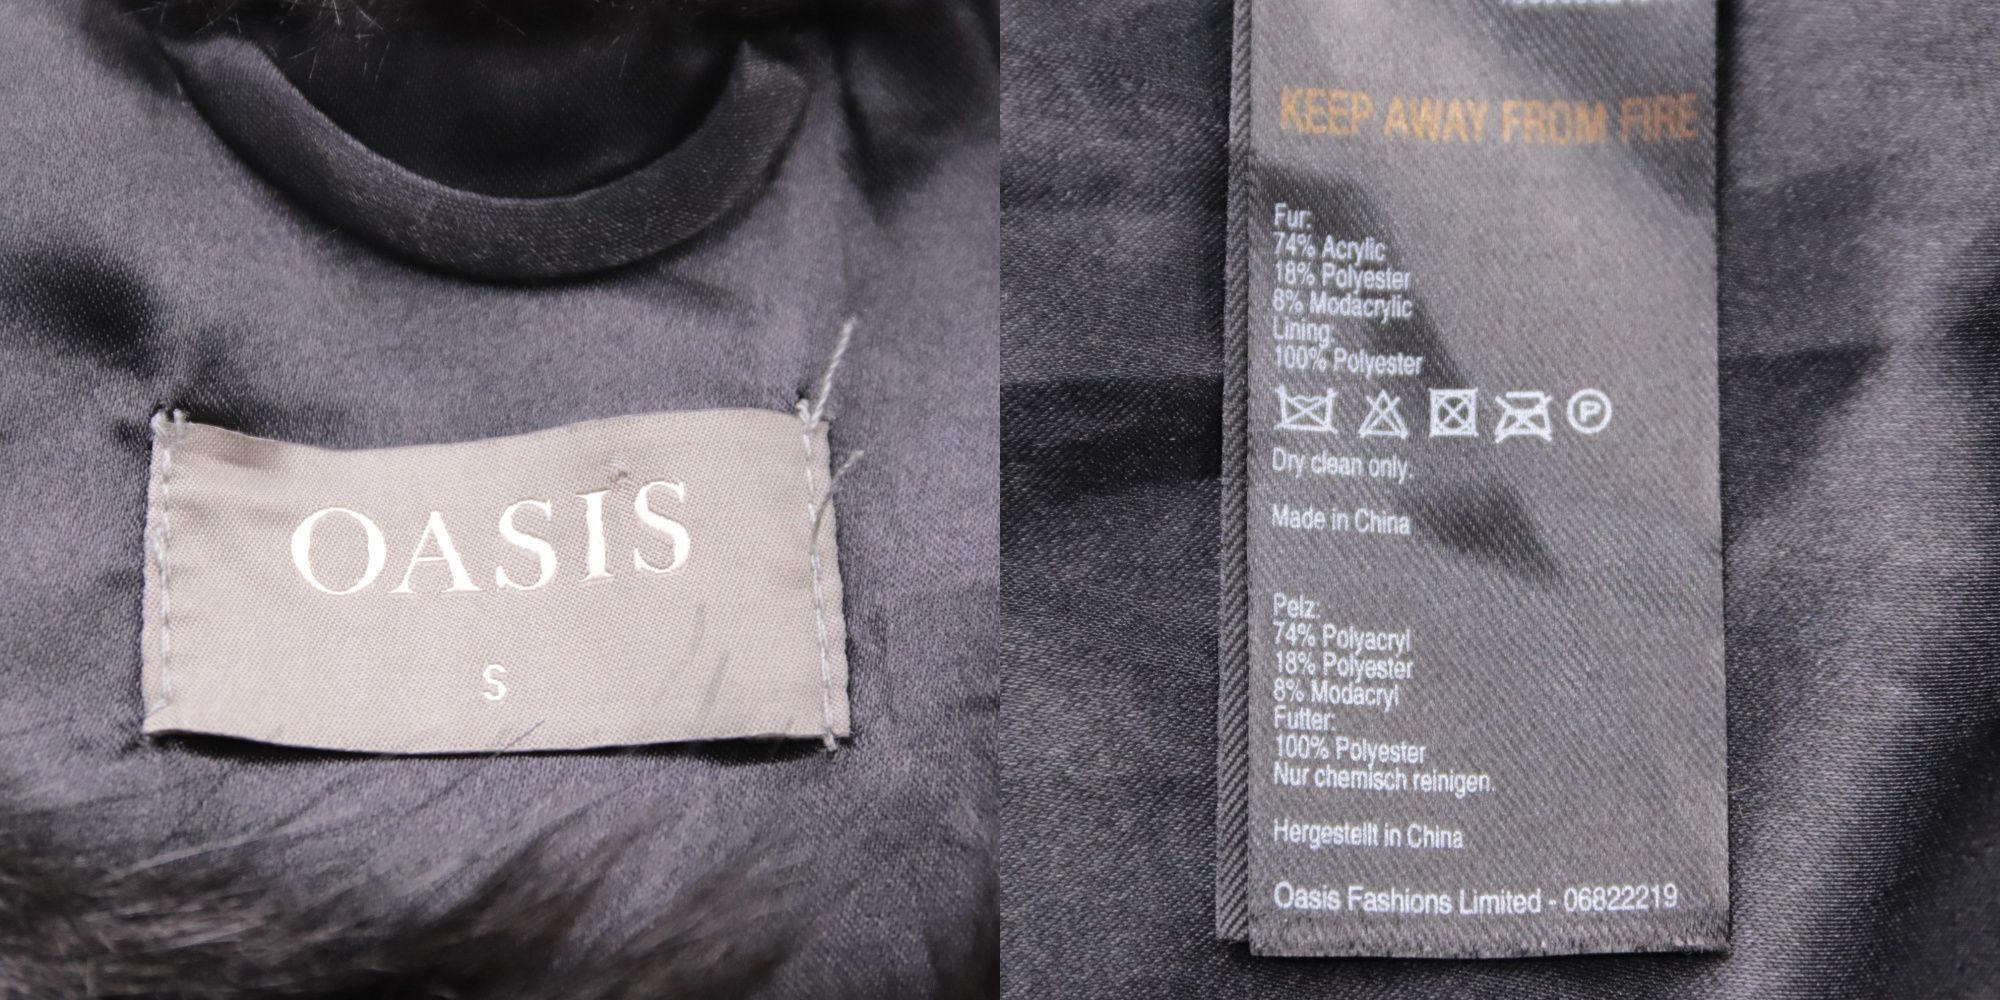 OASIS
S
KEEP AWAY FROM FIRE
Fur:
74% Acrylic
18% Polyester
8% Modacrylic
Lining:
100% Polyester
P
Dry clean only.
Made in China
Pelz:
74% Polyacryl
18% Polyester
8% Modacryl
Futter:
100% Polyester
Nur chemisch reinigen.
Hergestellt in China
Oasis Fashions Limited - 06822219